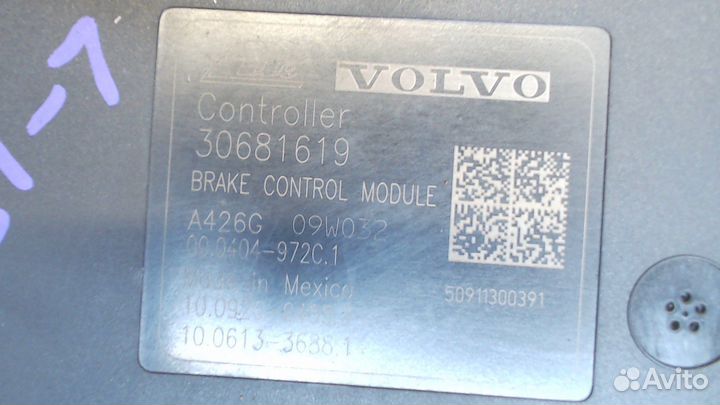 VOLVO
Controller
30681619
BRAKE CONTROL MODULE
A426G 09W032
00.0404-972C.1
Made in Mexico
50911300391
10.0613-3688.1
Avito